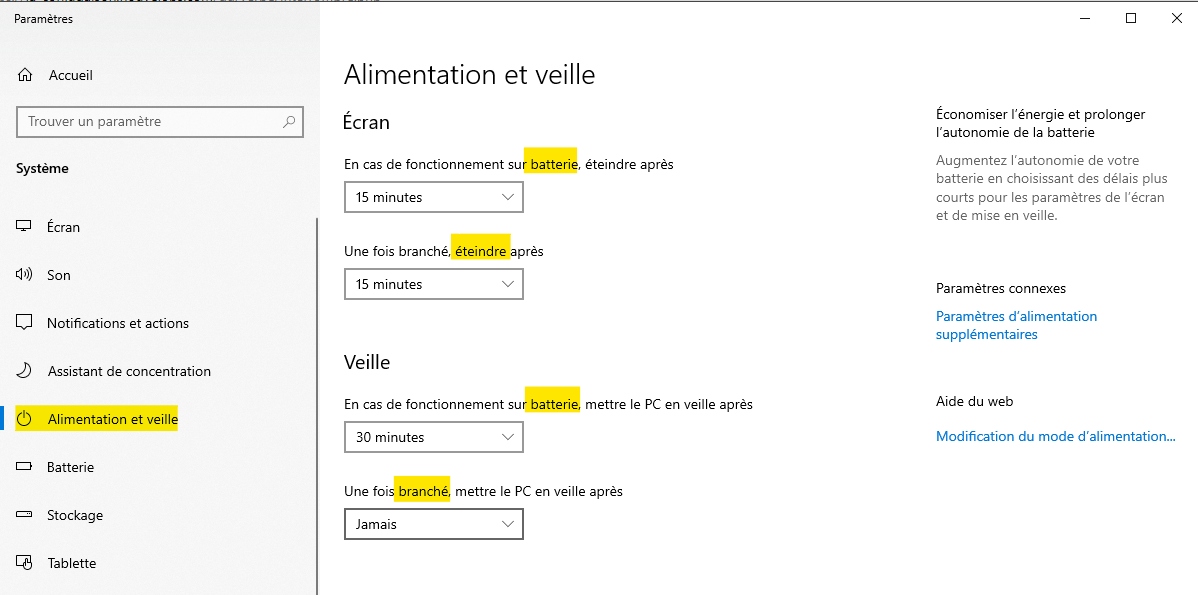 Paramètres
Accueil
Trouver un paramètre
Système
Écran
Son
Notifications et actions
Assistant de concentration
Alimentation et veille
Batterie
Stockage
Tablette
Alimentation et veille
Écran
En cas de fonctionnement sur batterie, éteindre après
15 minutes
Une fois branché, éteindre après
15 minutes
Veille
En cas de fonctionnement sur batterie, mettre le PC en veille après
30 minutes
Une fois branché, mettre le PC en veille après
Jamais
Économiser l’énergie et prolonger
l’autonomie de la batterie
Augmentez l’autonomie de votre
batterie en choisissant des délais plus
courts pour les paramètres de l’écran
et de mise en veille.
Paramètres connexes
Paramètres d’alimentation
supplémentaires
Aide du web
Modification du mode d’alimentation...